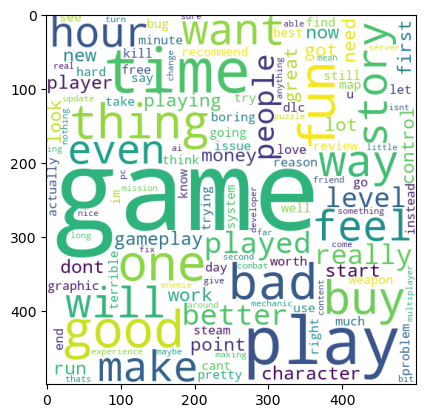 0
100
200
300
400
0
100
200
300
400
see
turn
hour
bug
want
sure
able
find
now
need
story
first
minute
recommend
best
got
mean
server
new
real
hard
kill
free
say
change
time
people
great
anything
fun
still
map
isnt
player
take
playing
try
dlc
u
let
look
ing
nothing
update
thing
boring
going
lot
review
puzzle
little
control
actually
even
issue
think
money
love
reason
way
instead
pc
mission
ai
know
trying
system
developer
friend
go
level
something
nice
im
game
well
feel
long
gameplay
played
far
come
really
dont
fix
one
second
combat
worth
start
graphic
terrible
enemie
day
give
bad
weapon
buy
content
multiplayer
will
work
around
better
mechanic
use
much
good
steam
point
right
problem
end
experience
maybe
making
cant
play
run
thats
make
pretty
character
bit